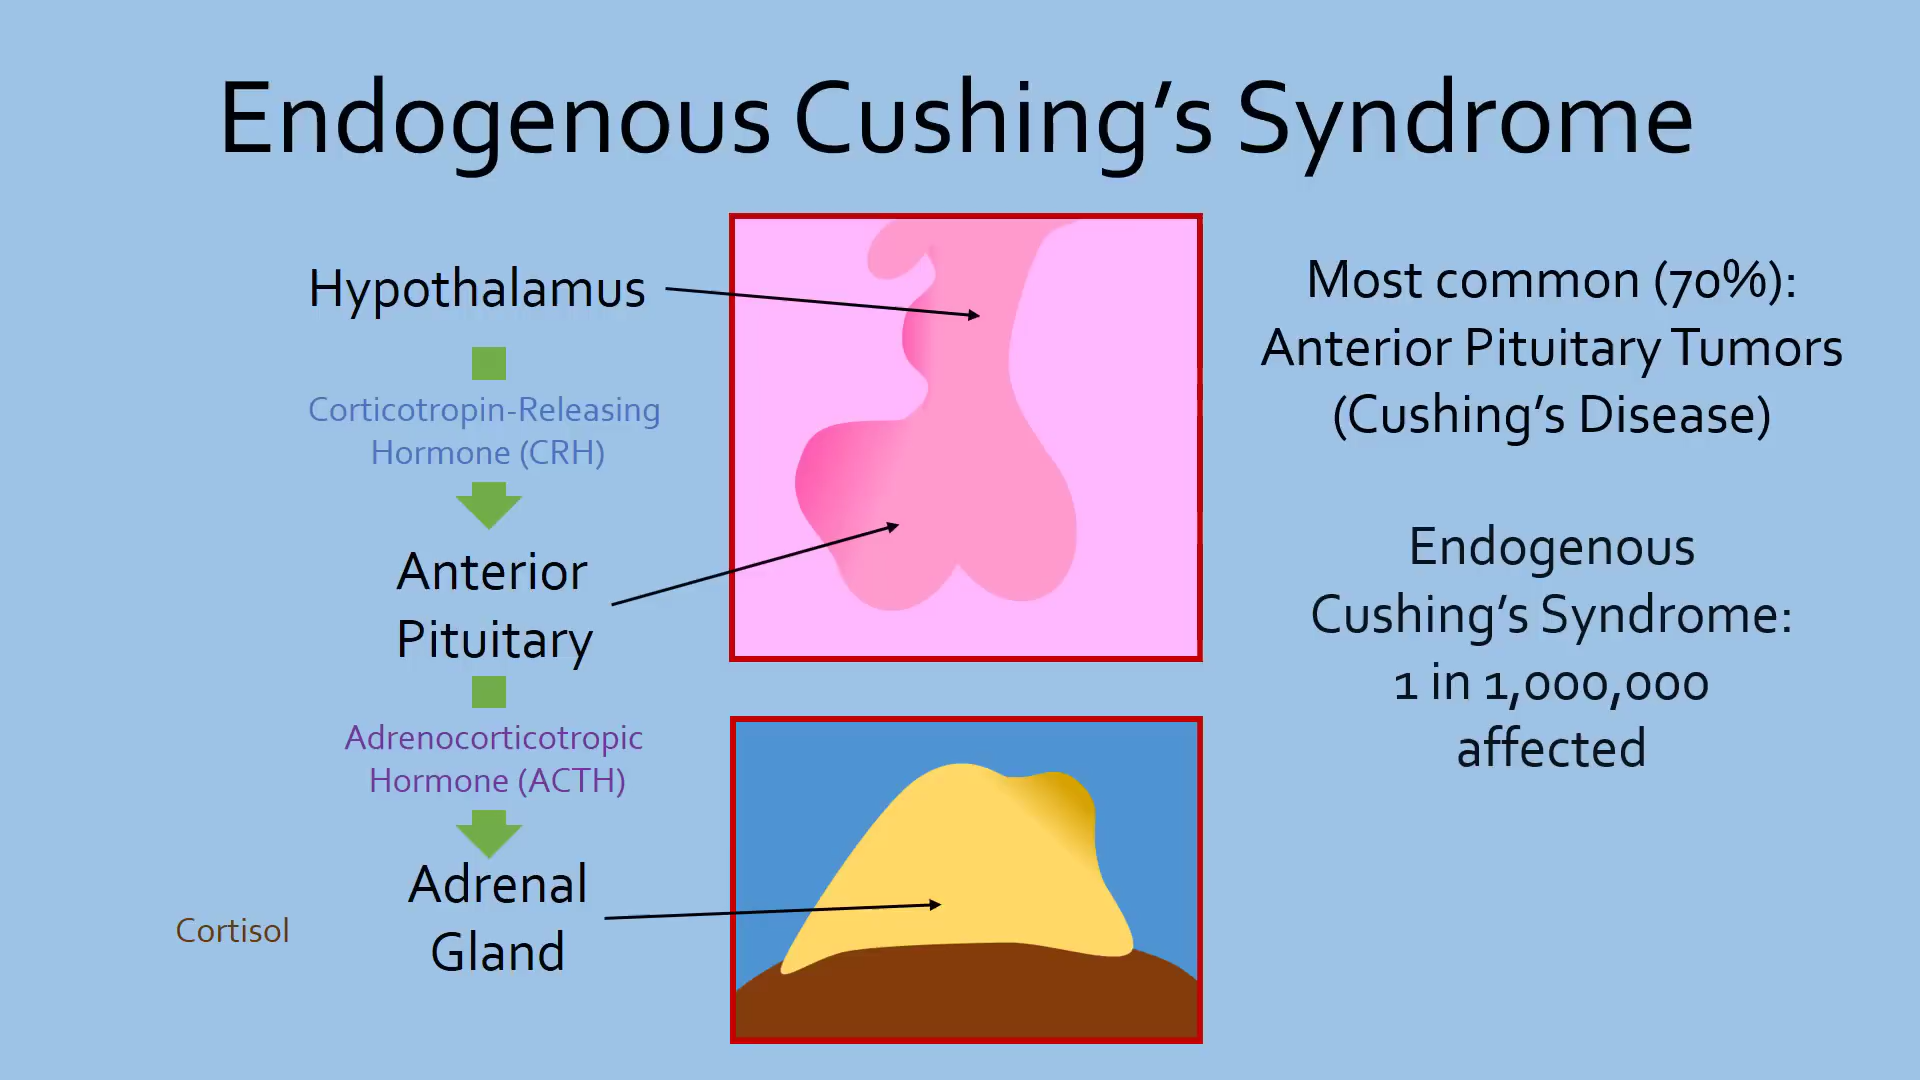 Endogenous Cushing’s Syndrome
Hypothalamus
Corticotropin-Releasing
Hormone (CRH)
Anterior
Pituitary
Adrenocorticotropic
Hormone (ACTH)
Adrenal
Gland
Cortisol
Most common (70%):
Anterior Pituitary Tumors
(Cushing’s Disease)
Endogenous
Cushing’s Syndrome:
1 in 1,000,000
affected